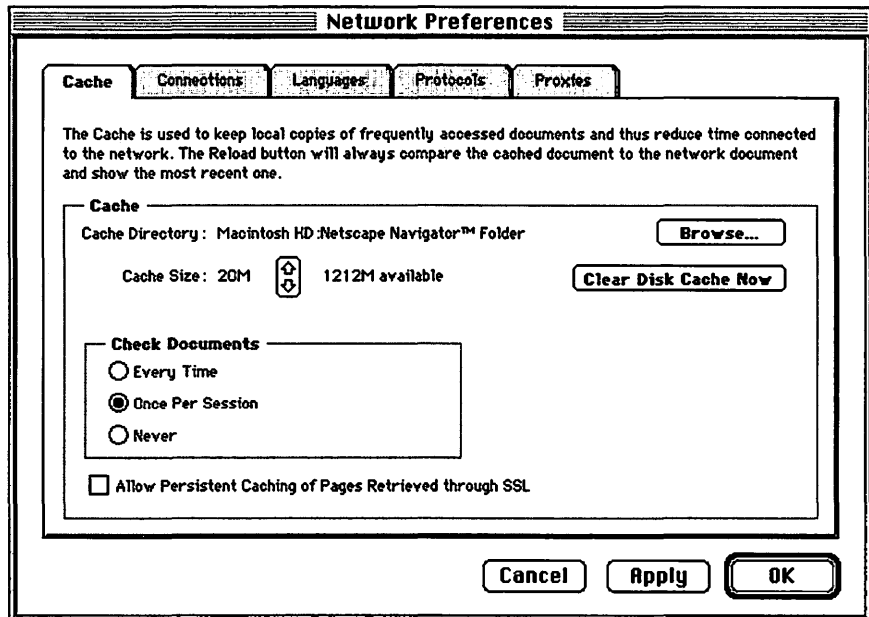 Network Preferences
Cache Connections Languages Protocols Proxies
The Cache is used to keep local copies of frequently accessed documents and thus reduce time connected
to the network. The Reload button will always compare the cached document to the network document
and show the most recent one.
Cache
Cache Directory : Macintosh HD:Netscape Navigator™ Folder Browse...
Cache Size : 20M 1212M available Clear Disk Cache Now
Check Documents
Every Time
Once Per Session
Never
Allow Persistent Caching of Pages Retrieved through SSL
Cancel Apply OK